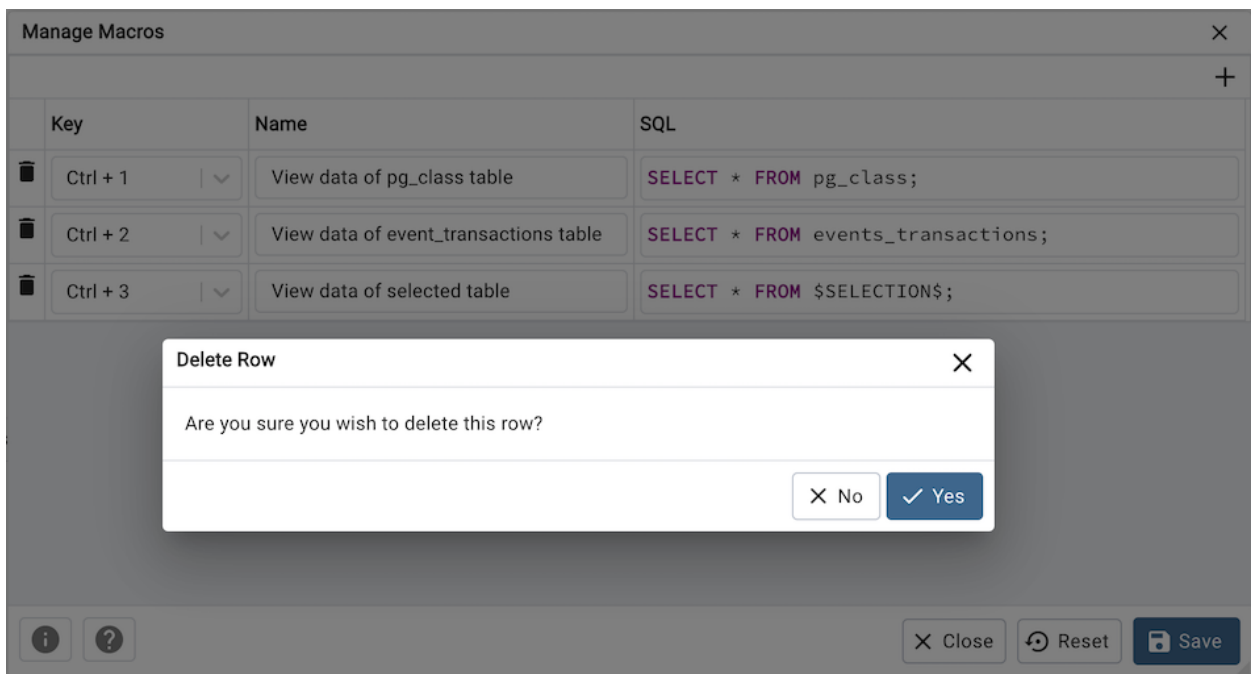 Manage Macros
Key Name SQL
Ctrl + 1 View data of pg_class table SELECT * FROM pg_class;
Ctrl + 2 View data of event_transactions table SELECT * FROM events_transactions;
Ctrl + 3 View data of selected table SELECT * FROM $SELECTION$;
Delete Row
Are you sure you wish to delete this row?
No Yes
Close Reset Save